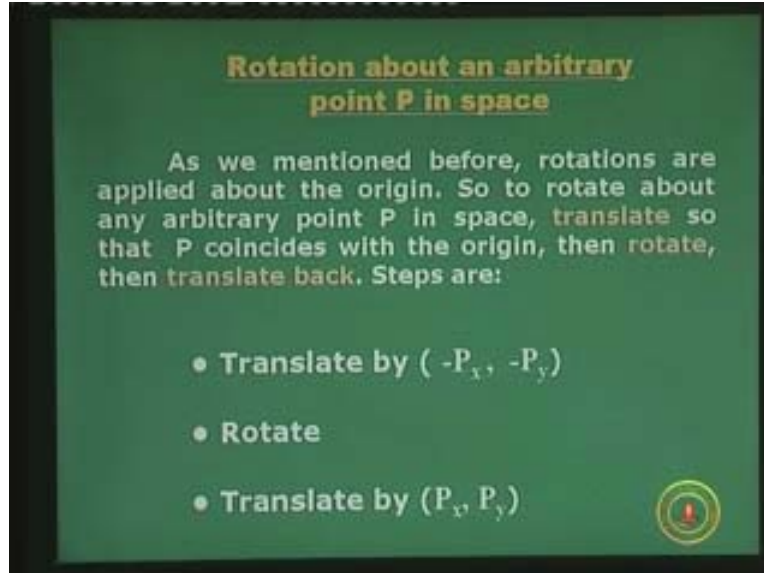 Rotation about an arbitrary
point P in space
As we mentioned before, rotations are
applied about the origin. So to rotate about
any arbitrary point P in space, translate so
that P coincides with the origin, then rotate,
then translate back. Steps are:
• Translate by ( -Pₓ, -Pᵧ)
• Rotate
• Translate by (Pₓ, Pᵧ)